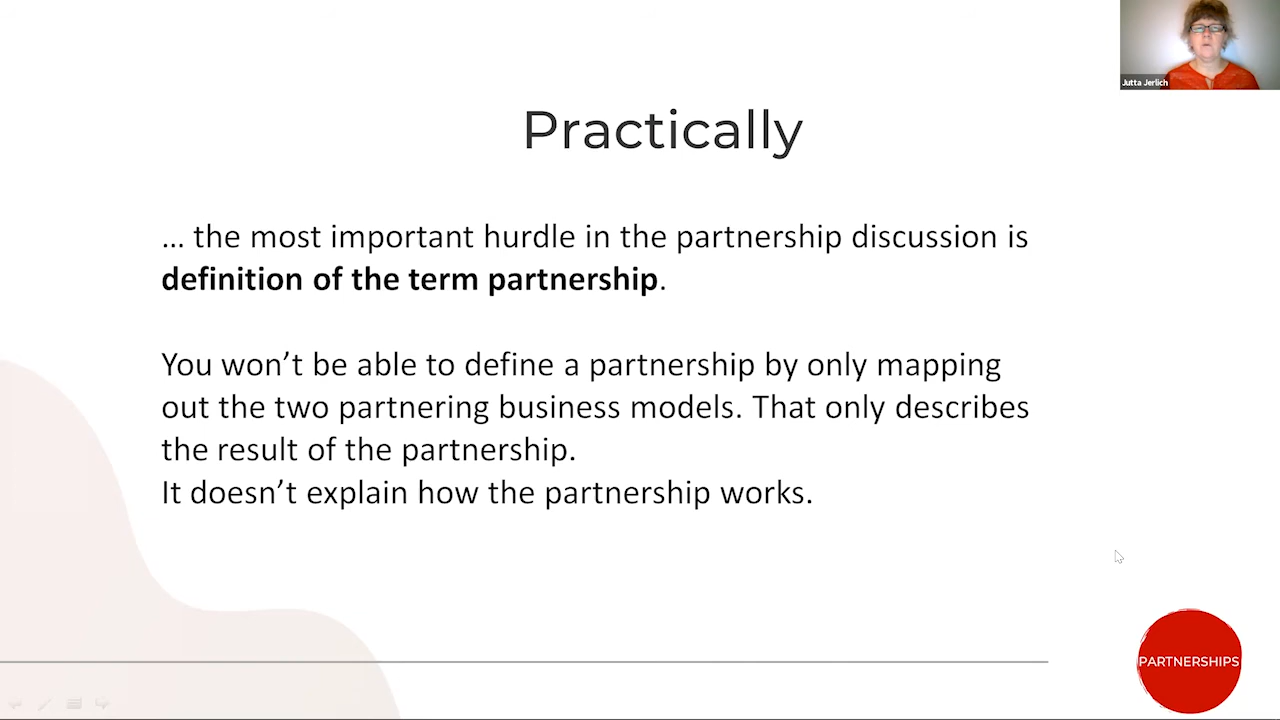 Jutta Jerlich
Practically
... the most important hurdle in the partnership discussion is
definition of the term partnership.
You won’t be able to define a partnership by only mapping
out the two partnering business models. That only describes
the result of the partnership.
It doesn’t explain how the partnership works.
PARTNERSHIPS